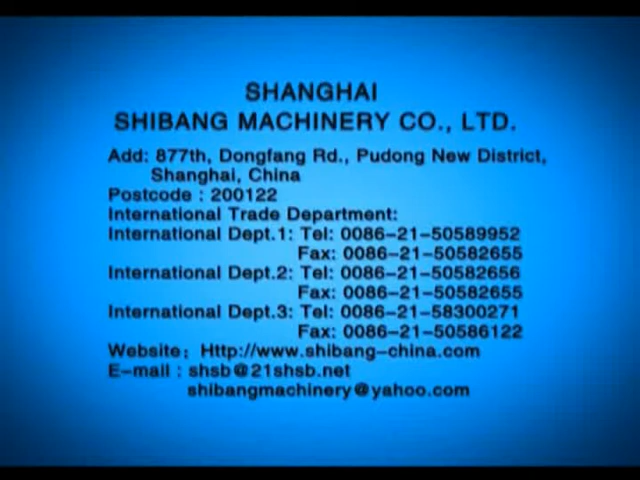 SHANGHAI
SHIBANG MACHINERY CO., LTD.
Add: 877th, Dongfang Rd., Pudong New District,
Shanghai, China
Postcode : 200122
International Trade Department:
International Dept.1: Tel: 0086-21-50589952
Fax: 0086-21-50582655
International Dept.2: Tel: 0086-21-50582656
Fax: 0086-21-50582655
International Dept.3: Tel: 0086-21-58300271
Fax: 0086-21-50586122
Website: Http://www.shibang-china.com
E-mail : shsb@21shsb.net
shibangmachinery@yahoo.com